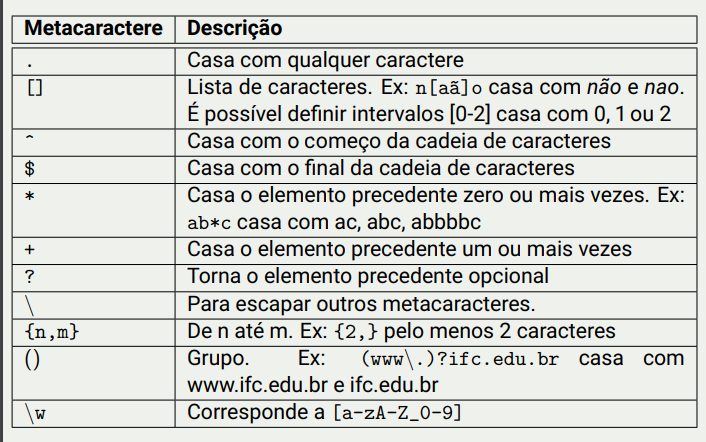 Metacaractere Descrição
. Casa com qualquer caractere
[] Lista de caracteres. Ex: n[aã]o casa com não e nao.
É possível definir intervalos [0-2] casa com 0, 1 ou 2
^ Casa com o começo da cadeia de caracteres
$ Casa com o final da cadeia de caracteres
* Casa o elemento precedente zero ou mais vezes. Ex:
ab*c casa com ac, abc, abbbbc
+ Casa o elemento precedente um ou mais vezes
? Torna o elemento precedente opcional
\ Para escapar outros metacaracteres.
{n,m} De n até m. Ex: {2,} pelo menos 2 caracteres
() Grupo. Ex: (www\.)?ifc.edu.br casa com
www.ifc.edu.br e ifc.edu.br
\w Corresponde a [a-zA-Z_0-9]